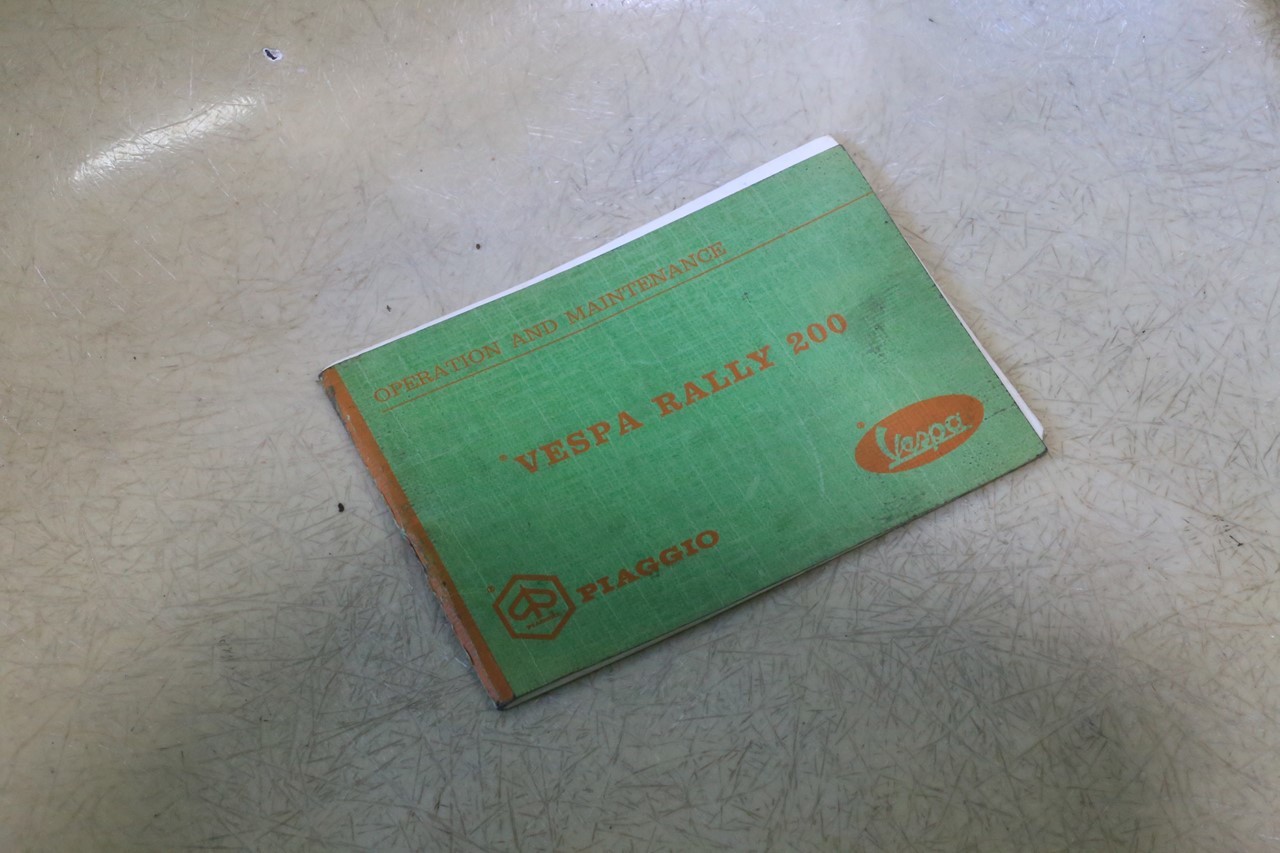 OPERATION AND MAINTENANCE
VESPA RALLY 200
Vespa
PIAGGIO